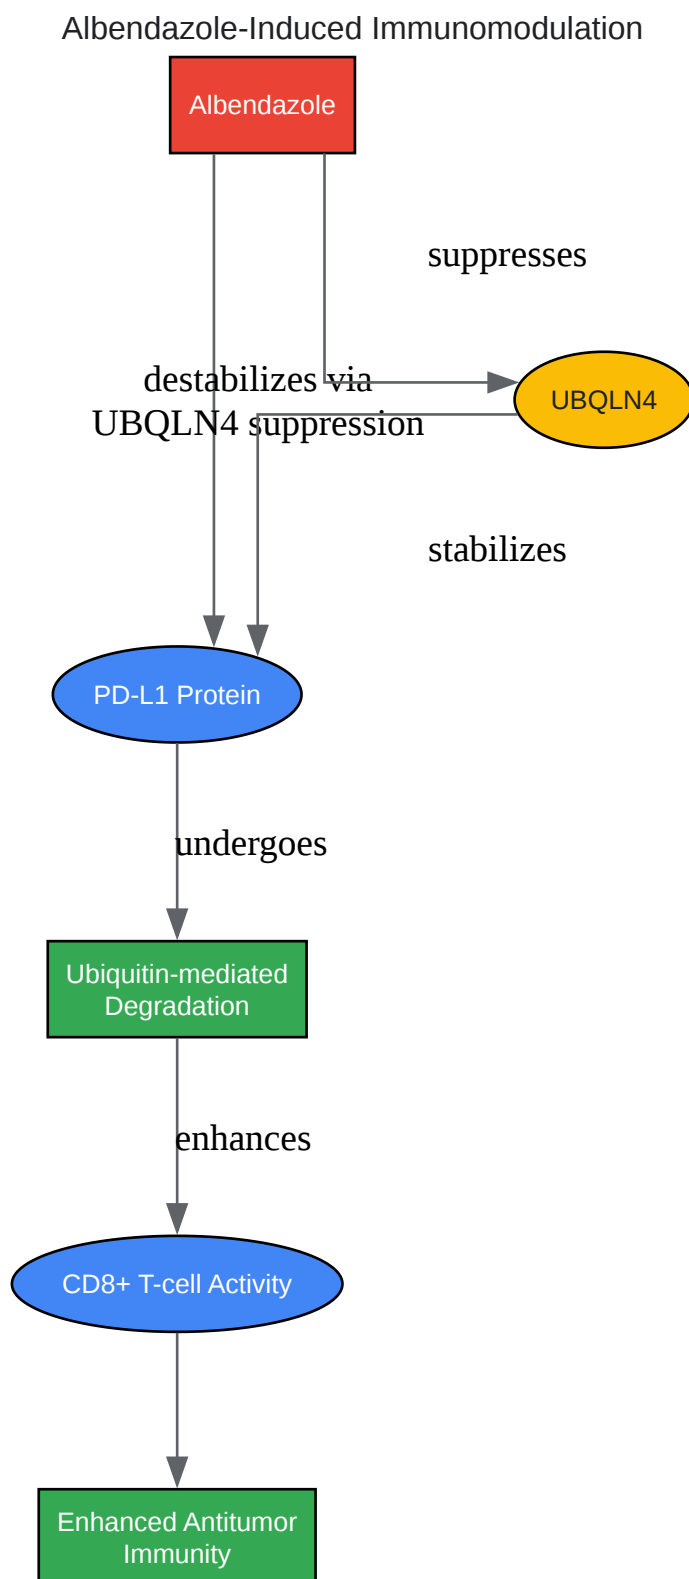 Albendazole-Induced Immunomodulation
Albendazole
suppresses
destabilizes via
UBQLN4 suppression
UBQLN4
stabilizes
PD-L1 Protein
undergoes
Ubiquitin-mediated
Degradation
enhances
CD8+ T-cell Activity
Enhanced Antitumor
Immunity